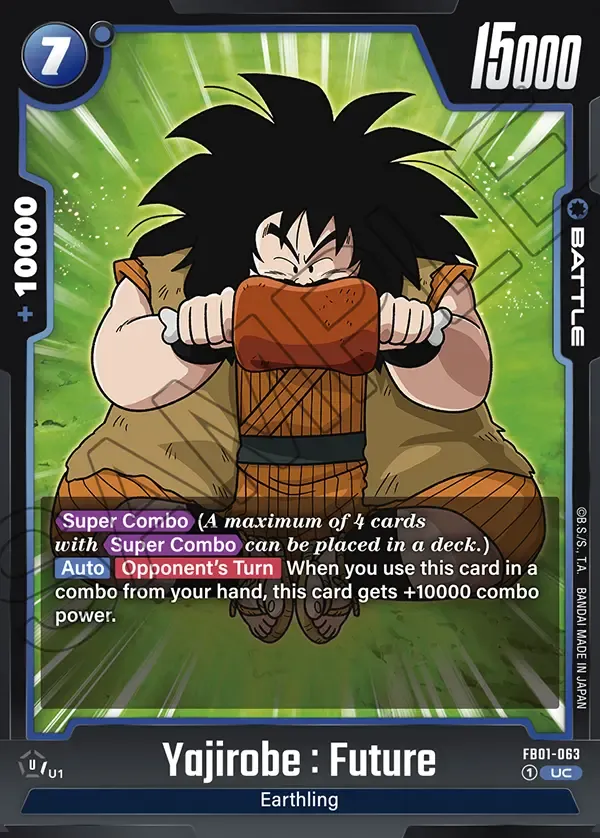 7
15000
+ 10000
BATTLE
SAMPLE
Super Combo (A maximum of 4 cards
with Super Combo can be placed in a deck.)
Auto Opponent's Turn When you use this card in a
combo from your hand, this card gets +10000 combo
power.
©B.S./S., T.A. BANDAI MADE IN JAPAN
U/U1
Yajirobe : Future
FB01-063
1 UC
Earthling